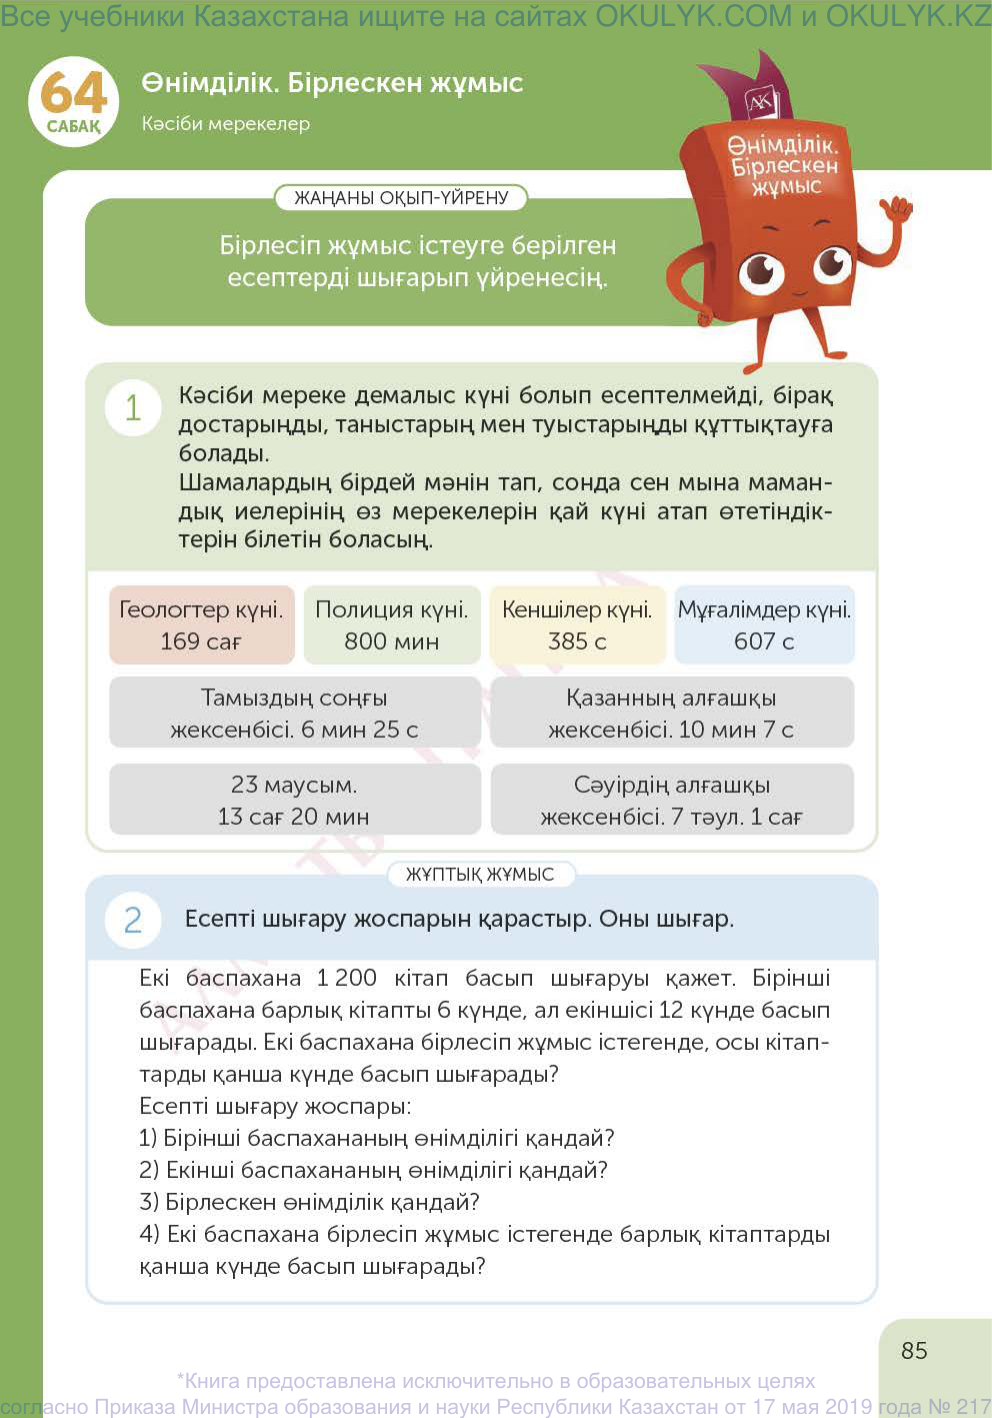 Все учебники Казахстана ищите на сайтах OKULYK.COM и OKULYK.KZ
64
САБАҚ
Өнімділік. Бірлескен жұмыс
Кәсіби мерекелер
АК
Өнімділік.
Бірлескен
жұмыс
ЖАҢАНЫ ОҚЫП-ҮЙРЕНУ
Бірлесіп жұмыс істеуге берілген
есептерді шығарып үйренесің.
1
Кәсіби мереке демалыс күні болып есептелмейді, бірақ
достарыңды, таныстарың мен туыстарыңды құттықтауға
болады.
Шамалардың бірдей мәнін тап, сонда сен мына маман-
дық иелерінің өз мерекелерін қай күні атап өтетіндік-
терін білетін боласың.
Геологтер күні.
169 сағ
Полиция күні.
800 мин
Кеншілер күні.
385 с
Мұғалімдер күні.
607 с
Тамыздың соңғы
жексенбісі. 6 мин 25 с
Қазанның алғашқы
жексенбісі. 10 мин 7 с
23 маусым.
13 сағ 20 мин
Сәуірдің алғашқы
жексенбісі. 7 тәул. 1 сағ
ЖҰПТЫҚ ЖҰМЫС
2
Есепті шығару жоспарын қарастыр. Оны шығар.
Екі баспахана 1 200 кітап басып шығаруы қажет. Бірінші
баспахана барлық кітапты 6 күнде, ал екіншісі 12 күнде басып
шығарады. Екі баспахана бірлесіп жұмыс істегенде, осы кітап-
тарды қанша күнде басып шығарады?
Есепті шығару жоспары:
1) Бірінші баспахананың өнімділігі қандай?
2) Екінші баспахананың өнімділігі қандай?
3) Бірлескен өнімділік қандай?
4) Екі баспахана бірлесіп жұмыс істегенде барлық кітаптарды
қанша күнде басып шығарады?
85
*Книга предоставлена исключительно в образовательных целях
согласно Приказа Министра образования и науки Республики Казахстан от 17 мая 2019 года № 217